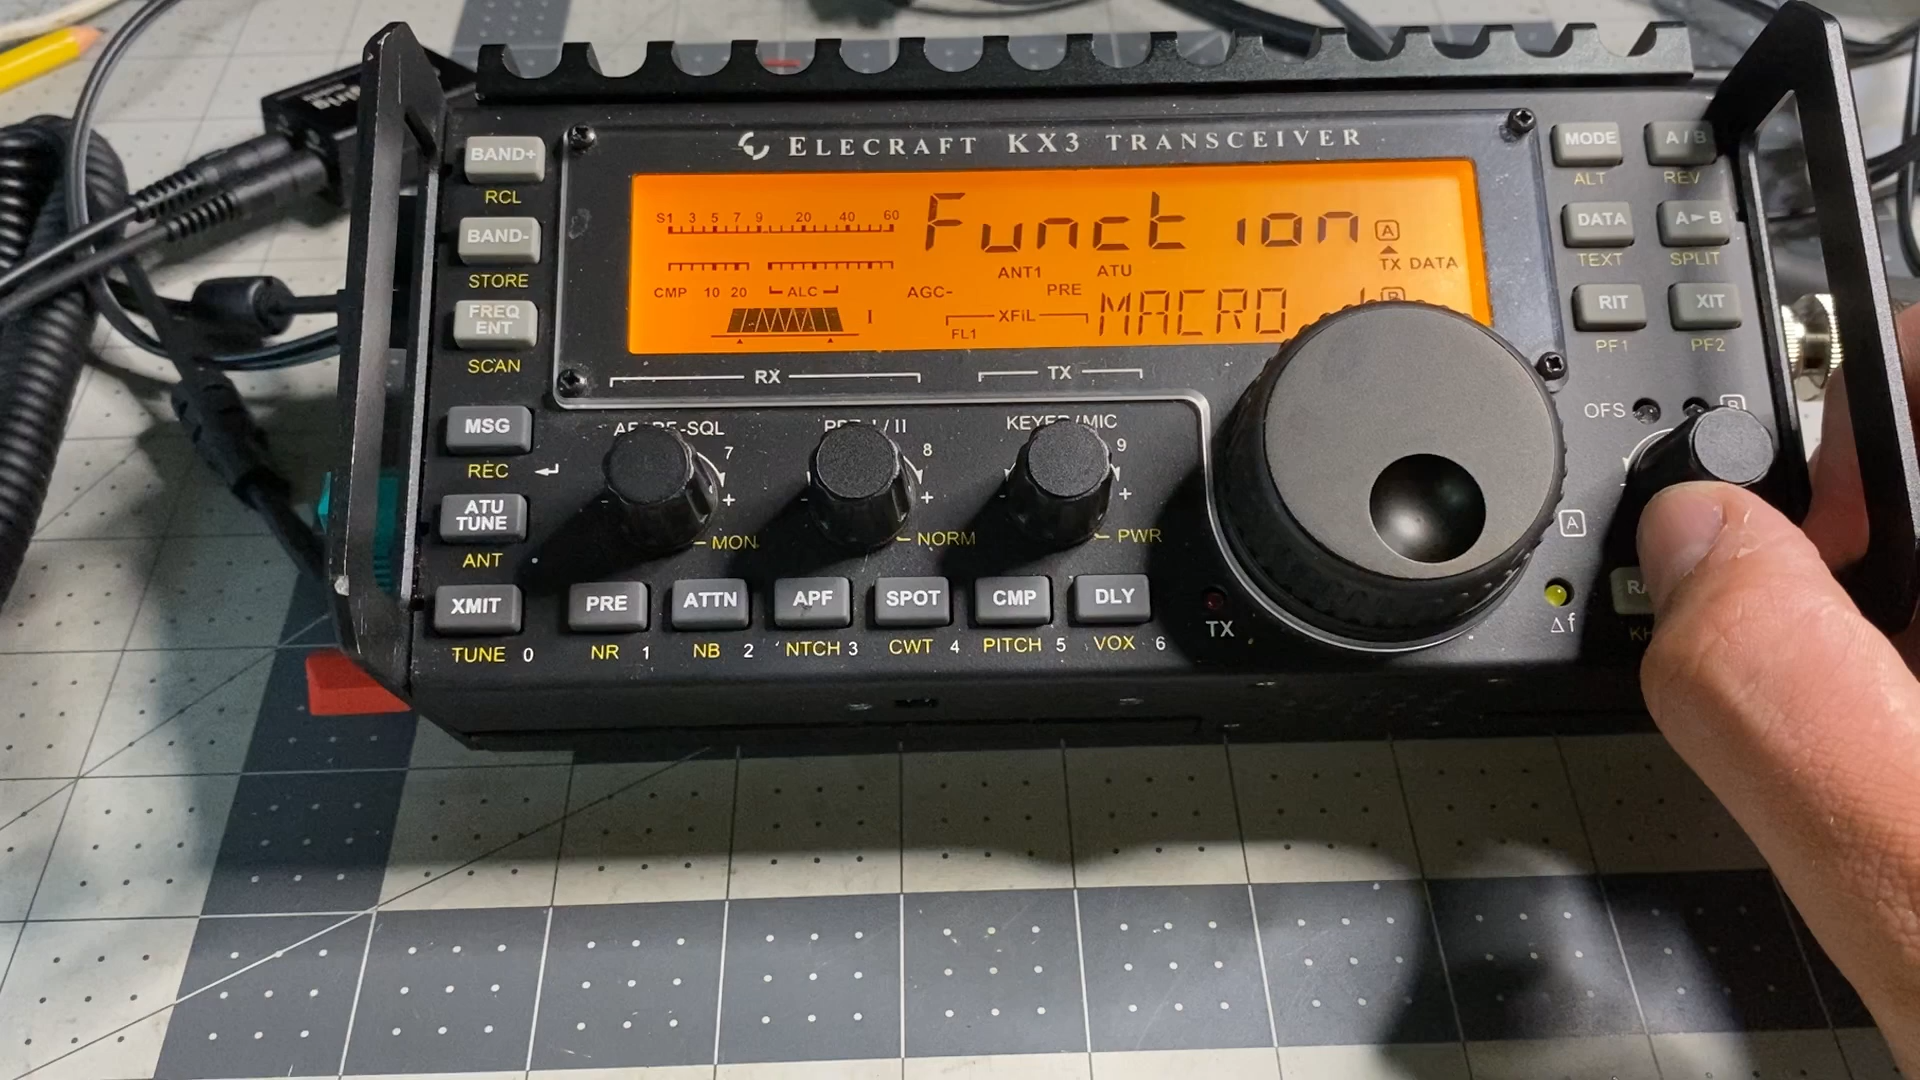 ELECRAFT KX3 TRANSCEIVER
BAND+
RCL
BAND-
STORE
FREQ
ENT
SCAN
MSG
REC
ATU
TUNE
ANT
XMIT
TUNE 0
S1 3 5 7 9 20 40 60
CMP 10 20 ALC
Function
A
ANT1 ATU
TX DATA
AGC- PRE
MACRO
B
I
XFIL
FL1
MODE
ALT
A/B
REV
DATA
TEXT
A►B
SPLIT
RIT
PF1
XIT
PF2
OFS
B
RX
TX
-SQL
7
- +
MON
I/II
8
- +
NORM
KEYER/MIC
9
- +
PWR
PRE
NR 1
ATTN
NB 2
APF
NTCH 3
SPOT
CWT 4
CMP
PITCH 5
DLY
VOX 6
TX
A
Δf